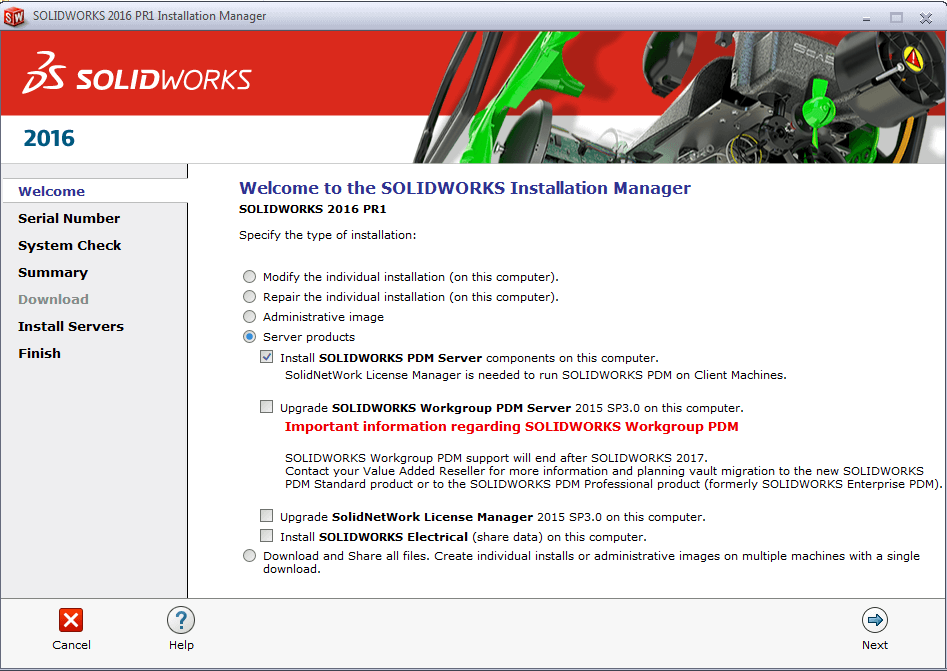 SOLIDWORKS 2016 PR1 Installation Manager
SOLIDWORKS
2016
Welcome
Serial Number
System Check
Summary
Download
Install Servers
Finish
Welcome to the SOLIDWORKS Installation Manager
SOLIDWORKS 2016 PR1
Specify the type of installation:
Modify the individual installation (on this computer).
Repair the individual installation (on this computer).
Administrative image
Server products
Install SOLIDWORKS PDM Server components on this computer.
SolidNetWork License Manager is needed to run SOLIDWORKS PDM on Client Machines.
Upgrade SOLIDWORKS Workgroup PDM Server 2015 SP3.0 on this computer.
Important information regarding SOLIDWORKS Workgroup PDM
SOLIDWORKS Workgroup PDM support will end after SOLIDWORKS 2017.
Contact your Value Added Reseller for more information and planning vault migration to the new SOLIDWORKS
PDM Standard product or to the SOLIDWORKS PDM Professional product (formerly SOLIDWORKS Enterprise PDM).
Upgrade SolidNetWork License Manager 2015 SP3.0 on this computer.
Install SOLIDWORKS Electrical (share data) on this computer.
Download and Share all files. Create individual installs or administrative images on multiple machines with a single
download.
Cancel
Help
Next